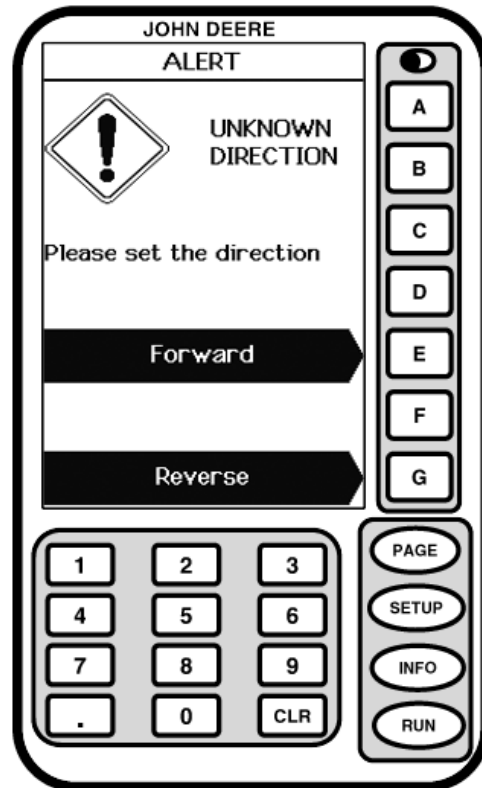 JOHN DEERE
ALERT
UNKNOWN
DIRECTION
Please set the direction
Forward
Reverse
A
B
C
D
E
F
G
PAGE
SETUP
INFO
RUN
1 2 3
4 5 6
7 8 9
. 0 CLR